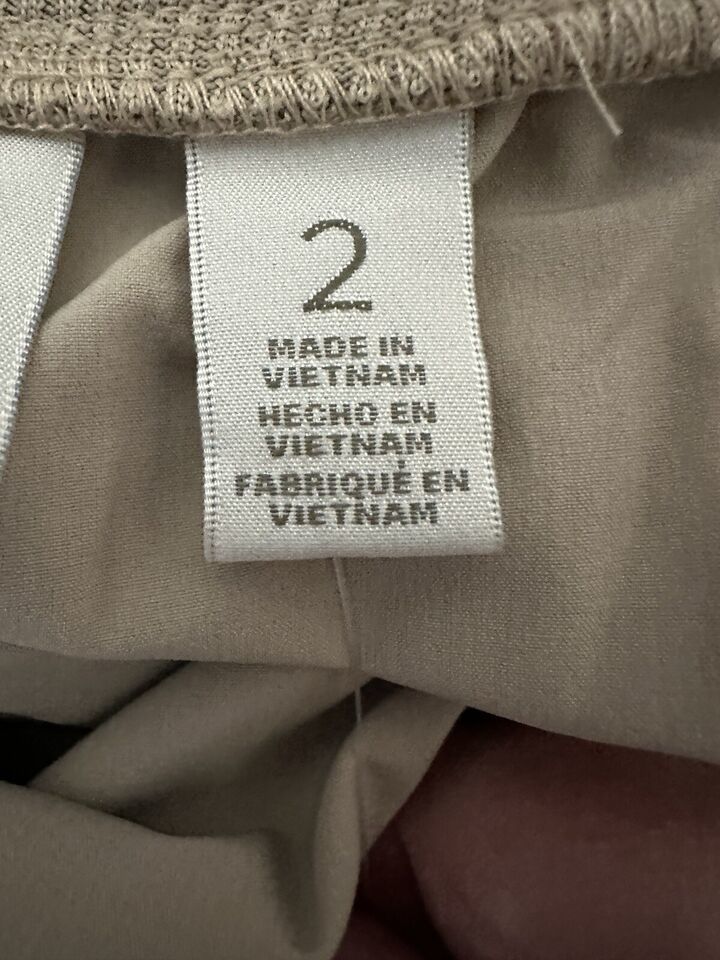 2
MADE IN
VIETNAM
HECHO EN
VIETNAM
FABRIQUÉ EN
VIETNAM